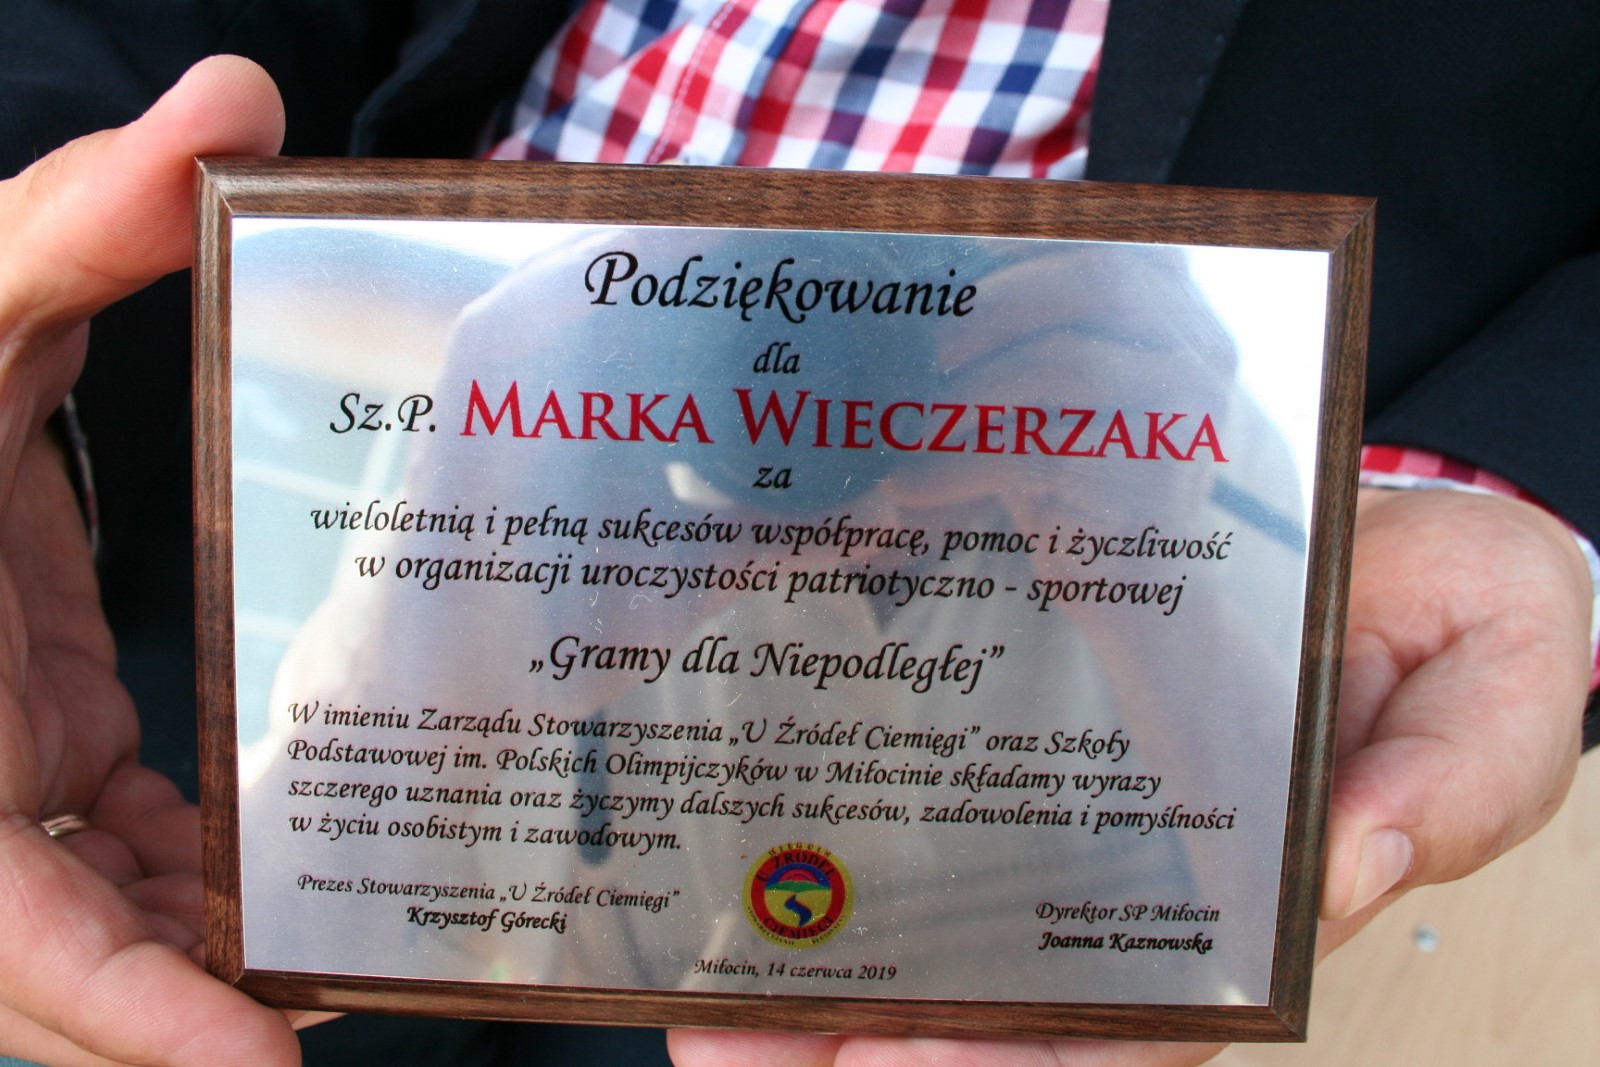 Podziękowanie
dla
Sz.P. MARKA WIECZERZAKA
za
wieloletnią i pełną sukcesów współpracę, pomoc i życzliwość
w organizacji uroczystości patriotyczno - sportowej
„Gramy dla Niepodległej”
W imieniu Zarządu Stowarzyszenia „U Źródeł Ciemięgi” oraz Szkoły
Podstawowej im. Polskich Olimpijczyków w Miłocinie składamy wyrazy
szczerego uznania oraz życzymy dalszych sukcesów, zadowolenia i pomyślności
w życiu osobistym i zawodowym.
Prezes Stowarzyszenia „U Źródeł Ciemięgi”
Krzysztof Górecki
U ŹRÓDEŁ
CIEMIĘGI
Dyrektor SP Miłocin
Joanna Kaznowska
Miłocin, 14 czerwca 2019